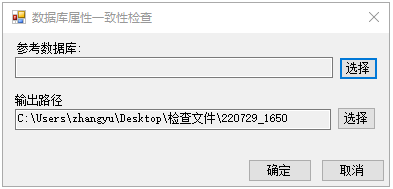 数据库属性一致性检查
参考数据库:
选择
输出路径
C:\Users\zhangyu\Desktop\检查文件\220729_1650
选择
确定
取消